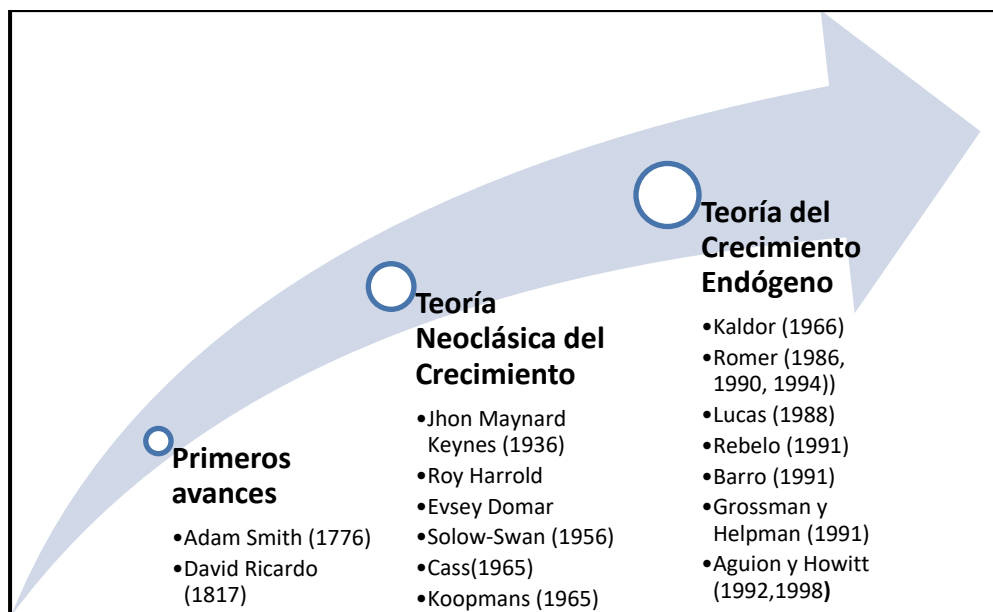 Primeros
avances
•Adam Smith (1776)
•David Ricardo
(1817)
Teoría
Neoclásica del
Crecimiento
•Jhon Maynard
Keynes (1936)
•Roy Harrold
•Evsey Domar
•Solow-Swan (1956)
•Cass(1965)
•Koopmans (1965)
Teoría del
Crecimiento
Endógeno
•Kaldor (1966)
•Romer (1986,
1990, 1994))
•Lucas (1988)
•Rebelo (1991)
•Barro (1991)
•Grossman y
Helpman (1991)
•Aguion y Howitt
(1992,1998)